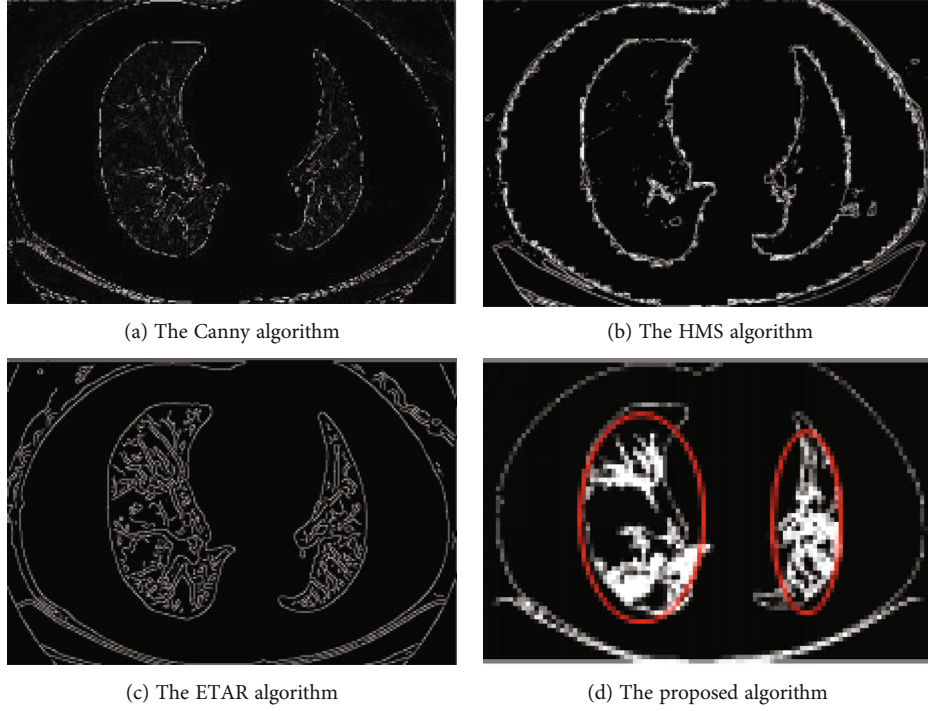 (a) The Canny algorithm
(b) The HMS algorithm
(c) The ETAR algorithm
(d) The proposed algorithm